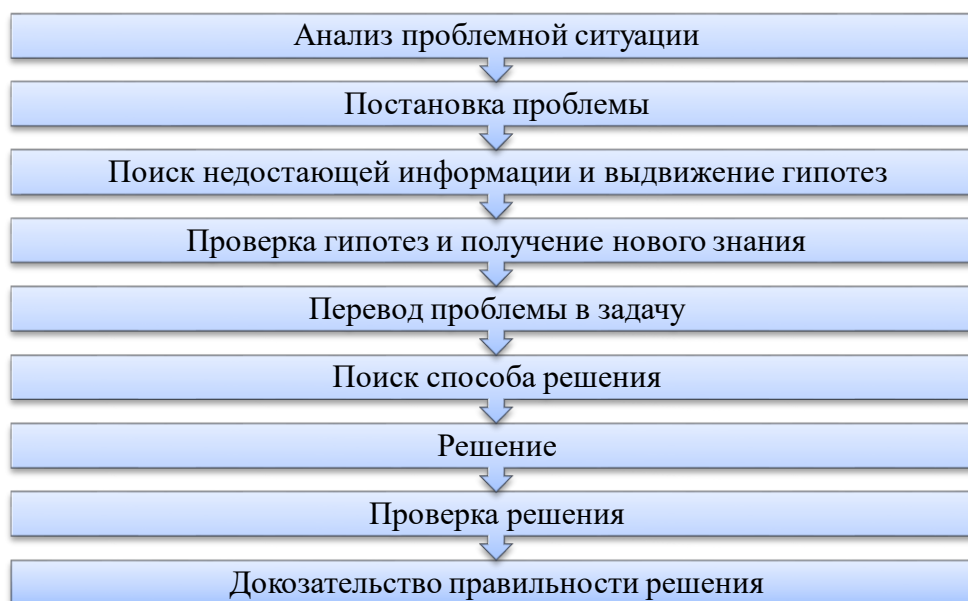 Анализ проблемной ситуации
Постановка проблемы
Поиск недостающей информации и выдвижение гипотез
Проверка гипотез и получение нового знания
Перевод проблемы в задачу
Поиск способа решения
Решение
Проверка решения
Докозательство правильности решения